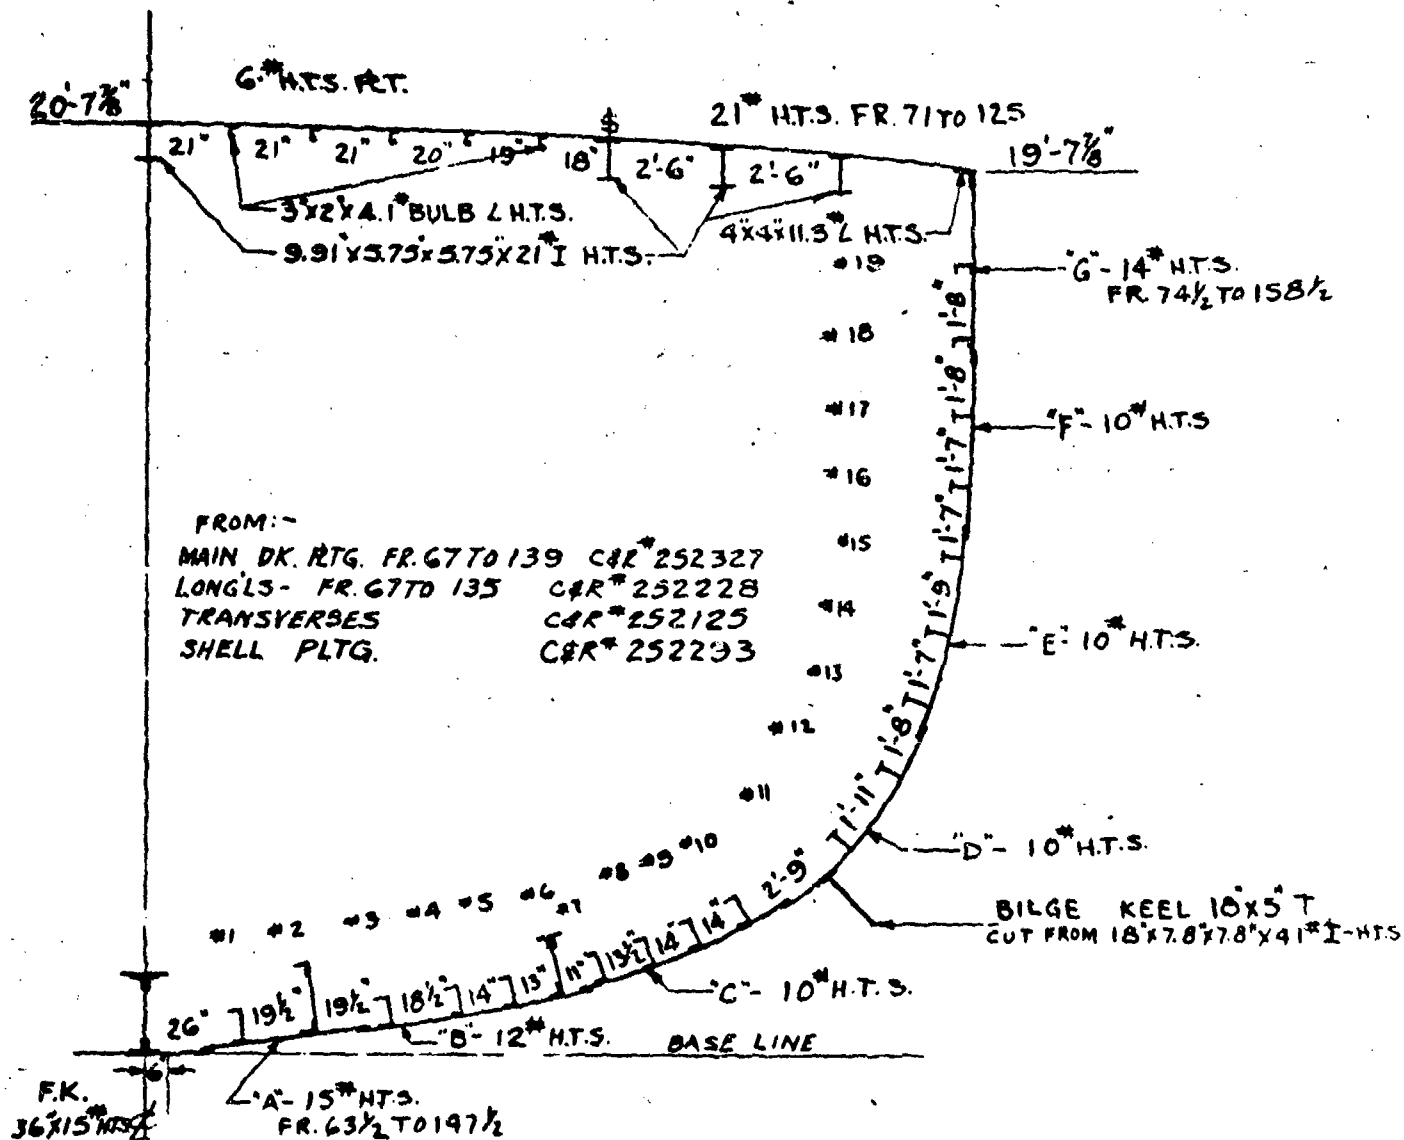 6.# H.T.S. PLT.
20'-7⅞"
21# H.T.S. FR. 71 TO 125
19'-7⅞"
21" 21" 21" 20" 19" 18" 2'-6" 2'-6"
3"x2"x4.1# BULB L H.T.S.
4"x4"x11.3# L H.T.S.
9.91"x5.75"x5.75"x21# I H.T.S.
#19
"G"- 14# H.T.S.
FR. 74½ TO 158½
1'-8"
#18
1'-8"
#17
"F"- 10# H.T.S
1'-7"
#16
1'-7"
FROM:-
MAIN DK. PLTG. FR. 67 TO 139 C&R# 252327
LONG'LS- FR. 67 TO 135 C&R# 252228
TRANSVERSES C&R# 252125
SHELL PLTG. C&R# 252293
#15
1'-9"
#14
"E"- 10# H.T.S.
1'-7"
#13
1'-8"
#12
1'-11"
#11
"D"- 10# H.T.S.
#10
#9
#8
2'-9"
#7
#6
#5
#4
#3
#2
#1
BILGE KEEL 18"x5" T
CUT FROM 18"x7.8"x7.8"x41# I-HTS
26" 19½" 19½" 18½" 14" 13" 11" 13½" 14" 14"
"C"- 10# H.T.S.
"B"- 12# H.T.S.
BASE LINE
6"
F.K.
36"x15# HTS
"A"- 15# HT.S.
FR. 63½ TO 147½